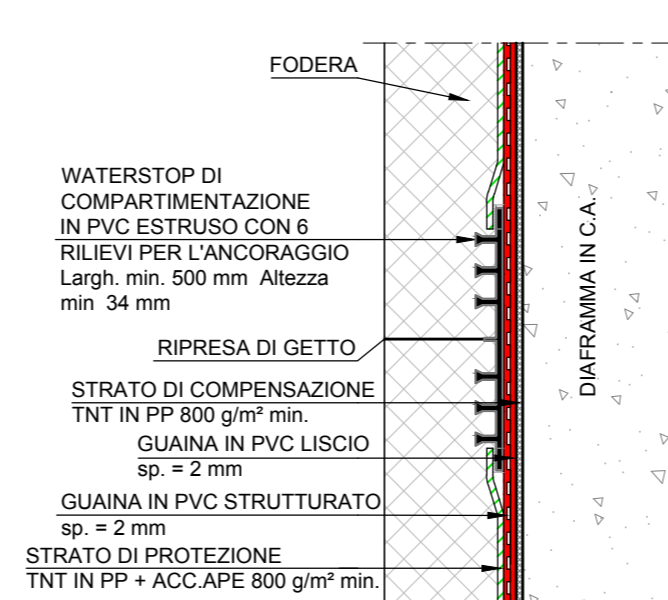 FODERA
WATERSTOP DI
COMPARTIMENTAZIONE
IN PVC ESTRUSO CON 6
RILIEVI PER L'ANCORAGGIO
Largh. min. 500 mm Altezza
min 34 mm
RIPRESA DI GETTO
STRATO DI COMPENSAZIONE
TNT IN PP 800 g/m² min.
GUAINA IN PVC LISCIO
sp. = 2 mm
GUAINA IN PVC STRUTTURATO
sp. = 2 mm
STRATO DI PROTEZIONE
TNT IN PP + ACC.APE 800 g/m² min.
DIAFRAMMA IN C.A.